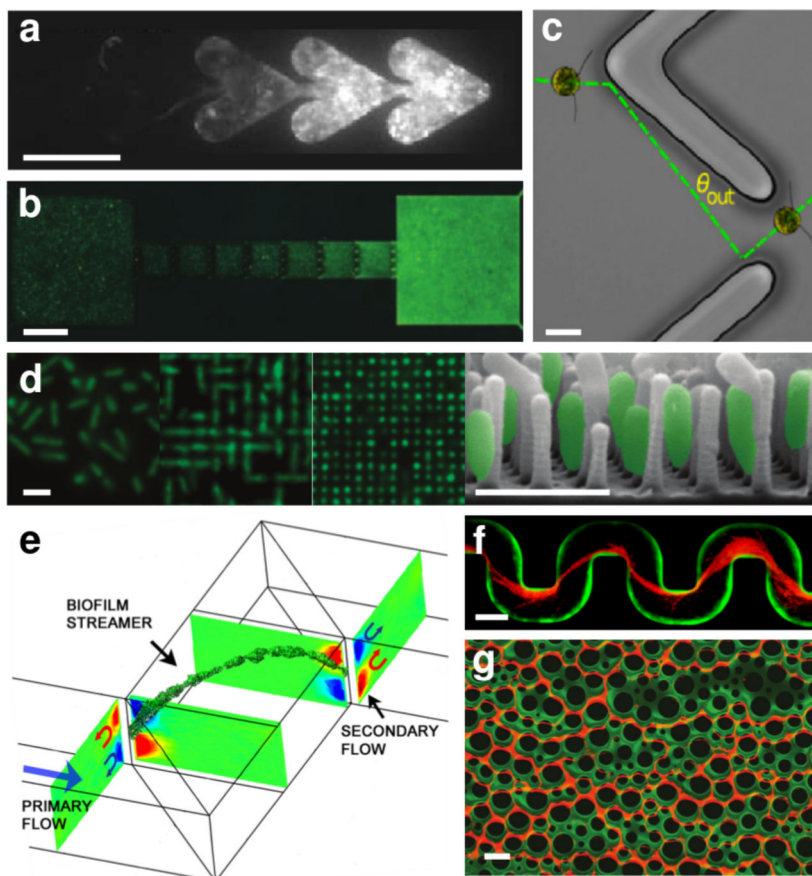 a
c
θout
b
d
e
BIOFILM
STREAMER
SECONDARY
FLOW
PRIMARY
FLOW
f
g